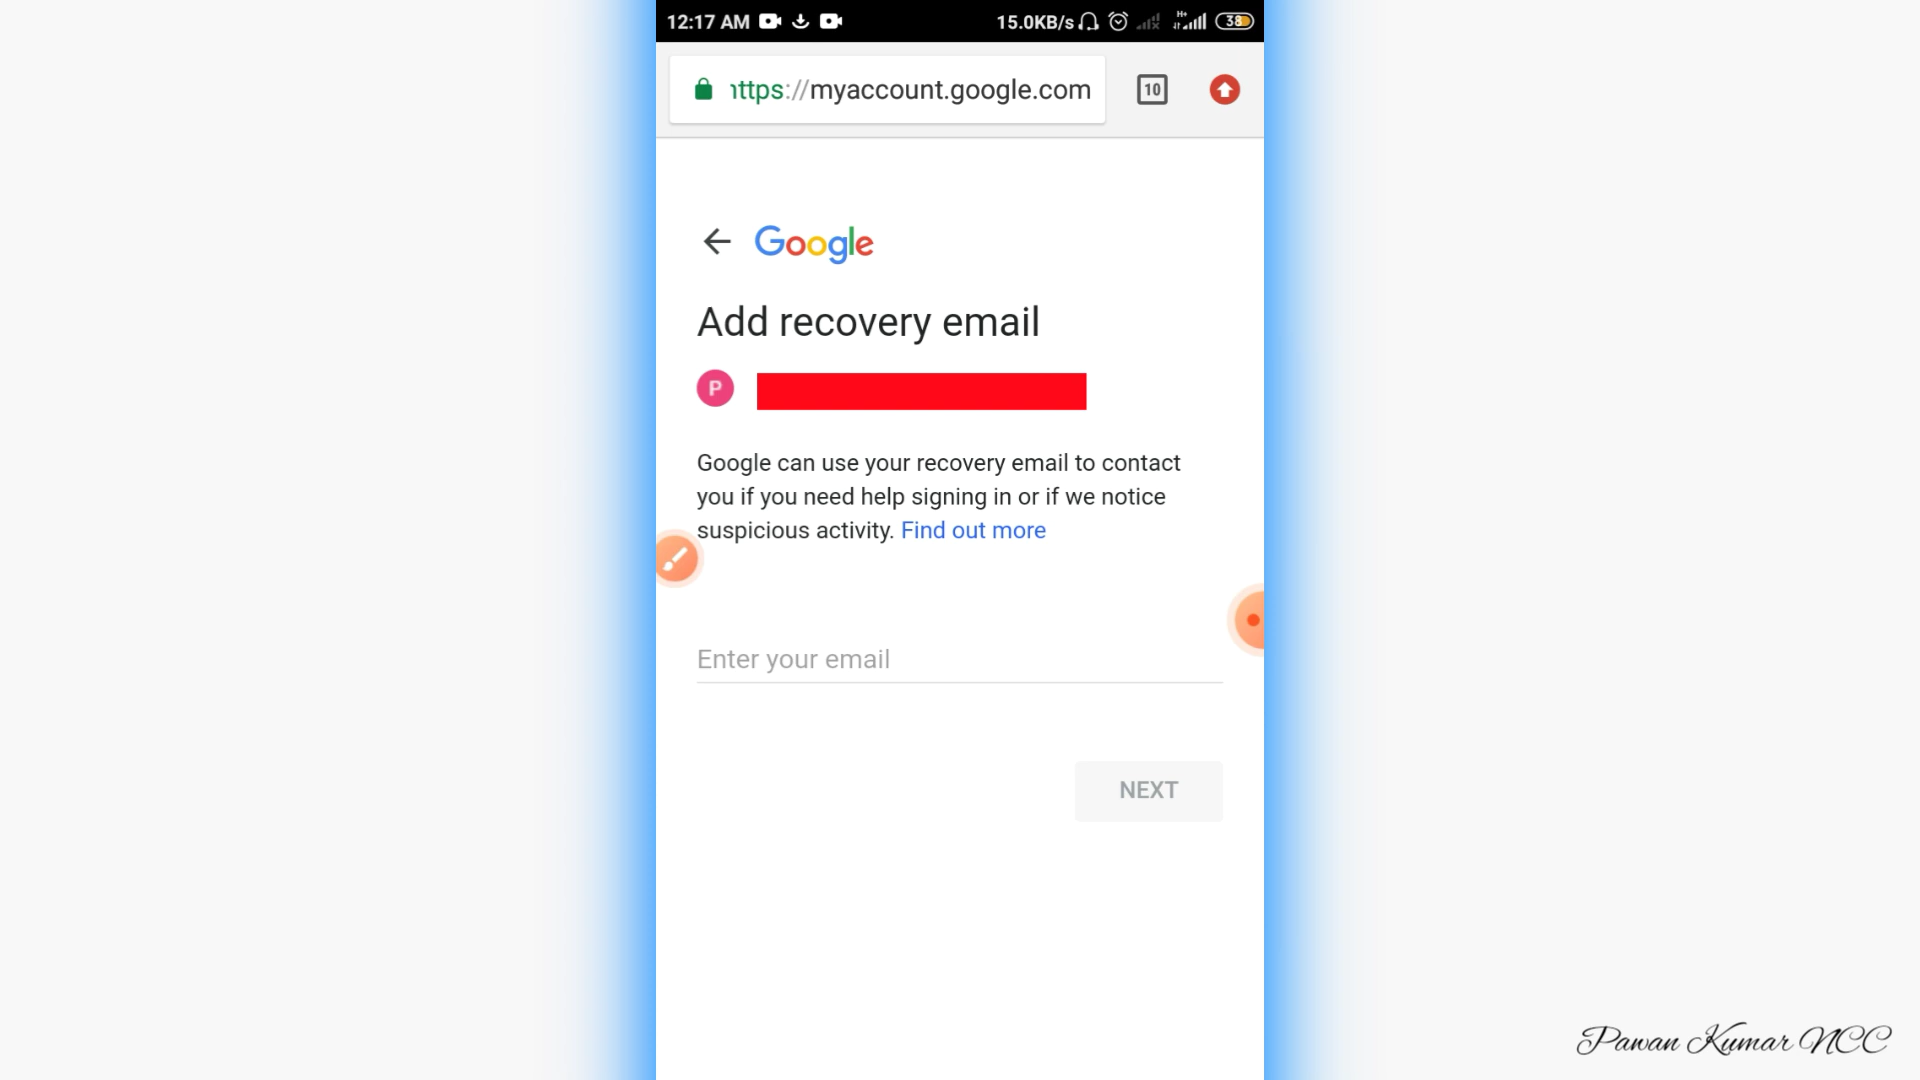 12:17 AM 15.0KB/s H+ 38
https://myaccount.google.com 10
Google
Add recovery email
P
Google can use your recovery email to contact
you if you need help signing in or if we notice
suspicious activity. Find out more
Enter your email
NEXT
Pawan Kumar NCC